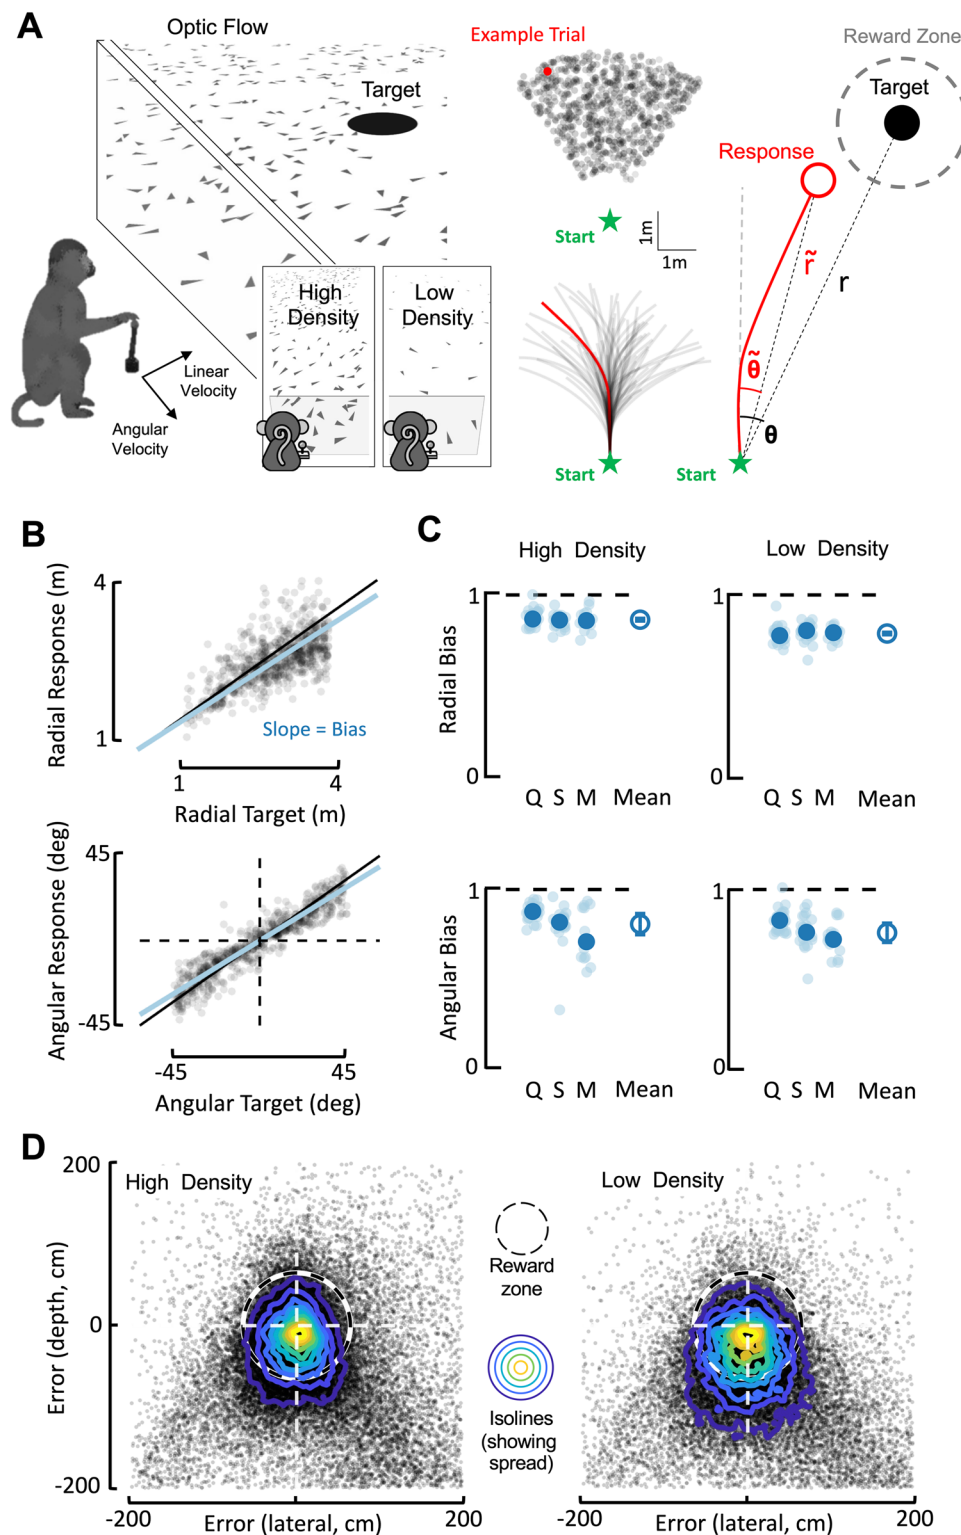 A
Optic Flow
Target
High
Density
Low
Density
Linear
Velocity
Angular
Velocity
Example Trial
Start
1m
1m
Start
Reward Zone
Target
Response
r̃
r
θ̃
θ
Start
B
4
Radial Response (m)
1
Slope = Bias
1
4
Radial Target (m)
45
Angular Response (deg)
-45
-45
45
Angular Target (deg)
C
High Density
Low Density
1
Radial Bias
0
Q S M Mean
1
0
Q S M Mean
1
Angular Bias
0
Q S M Mean
1
0
Q S M Mean
D
200
High Density
Error (depth, cm)
0
-200
-200
Error (lateral, cm)
200
Reward
zone
Isolines
(showing
spread)
Low Density
-200
Error (lateral, cm)
200